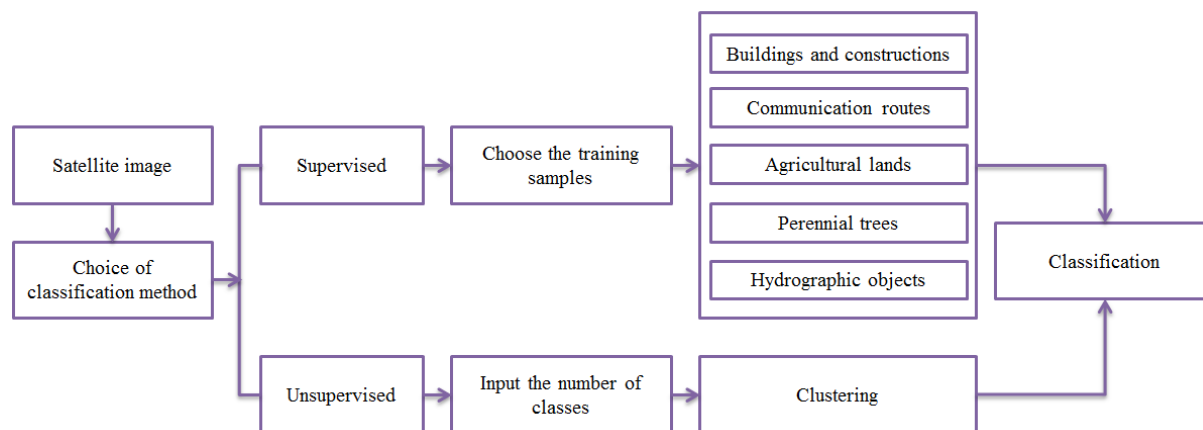 Satellite image
Choice of
classification method
Supervised
Choose the training
samples
Buildings and constructions
Communication routes
Agricultural lands
Perennial trees
Hydrographic objects
Unsupervised
Input the number of
classes
Clustering
Classification